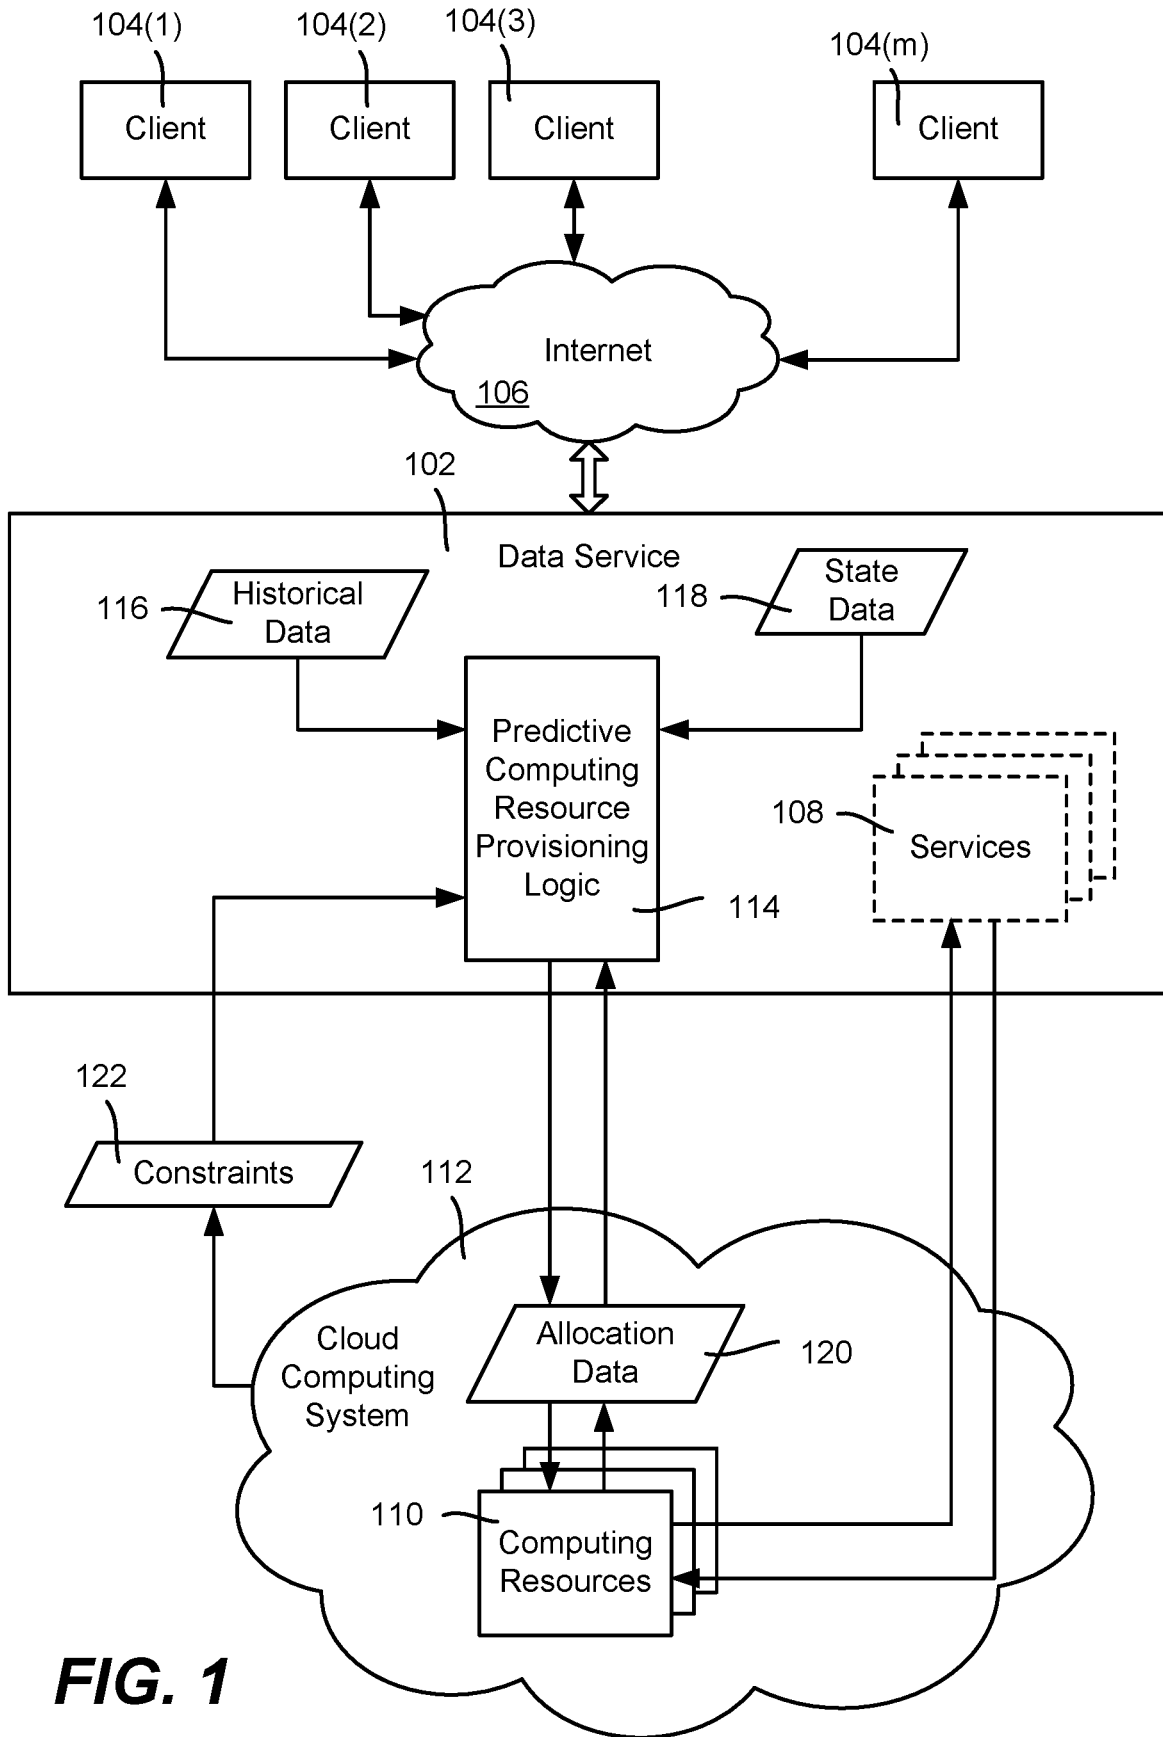 104(1)
104(2)
104(3)
104(m)
Client
Client
Client
Client
Internet
106
102
Data Service
Historical
Data
116
State
Data
118
Predictive
Computing
Resource
Provisioning
Logic
114
108
Services
122
Constraints
112
Cloud
Computing
System
Allocation
Data
120
110
Computing
Resources
FIG. 1